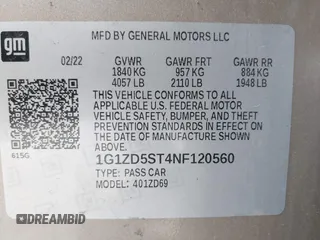 gm
MFD BY GENERAL MOTORS LLC
02/22 GVWR GAWR FRT GAWR RR
1840 KG 957 KG 884 KG
4057 LB 2110 LB 1948 LB
THIS VEHICLE CONFORMS TO ALL
APPLICABLE U.S. FEDERAL MOTOR
VEHICLE SAFETY, BUMPER, AND THEFT
PREVENTION STANDARDS IN EFFECT ON
THE DATE OF MANUFACTURE SHOWN
ABOVE.
615G
1G1ZD5ST4NF120560
TYPE: PASS CAR
MODEL: 401ZD69
DREAMBID